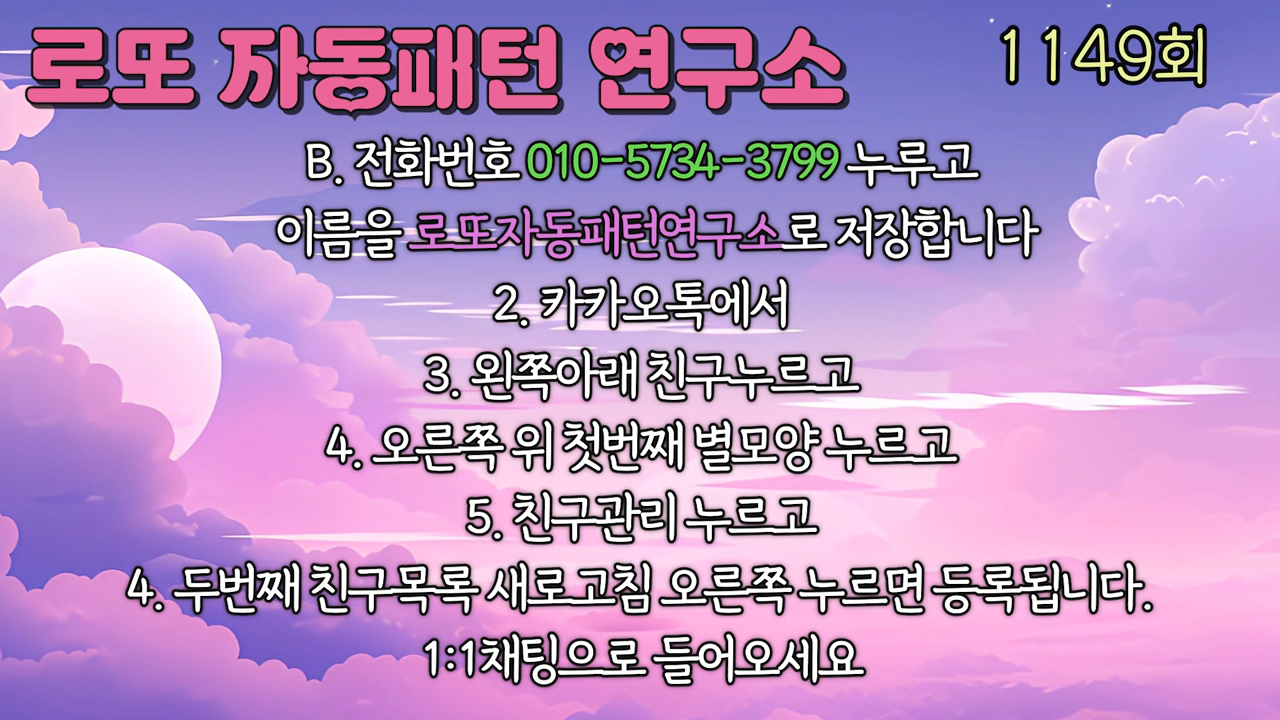 로또 자동패턴 연구소
1149회
B. 전화번호 010-5734-3799 누루고
이름을 로또자동패턴연구소로 저장합니다
2. 카카오톡에서
3. 왼쪽아래 친구누르고
4. 오른쪽 위 첫번째 별모양 누르고
5. 친구관리 누르고
4. 두번째 친구목록 새로고침 오른쪽 누르면 등록됩니다.
1:1채팅으로 들어오세요